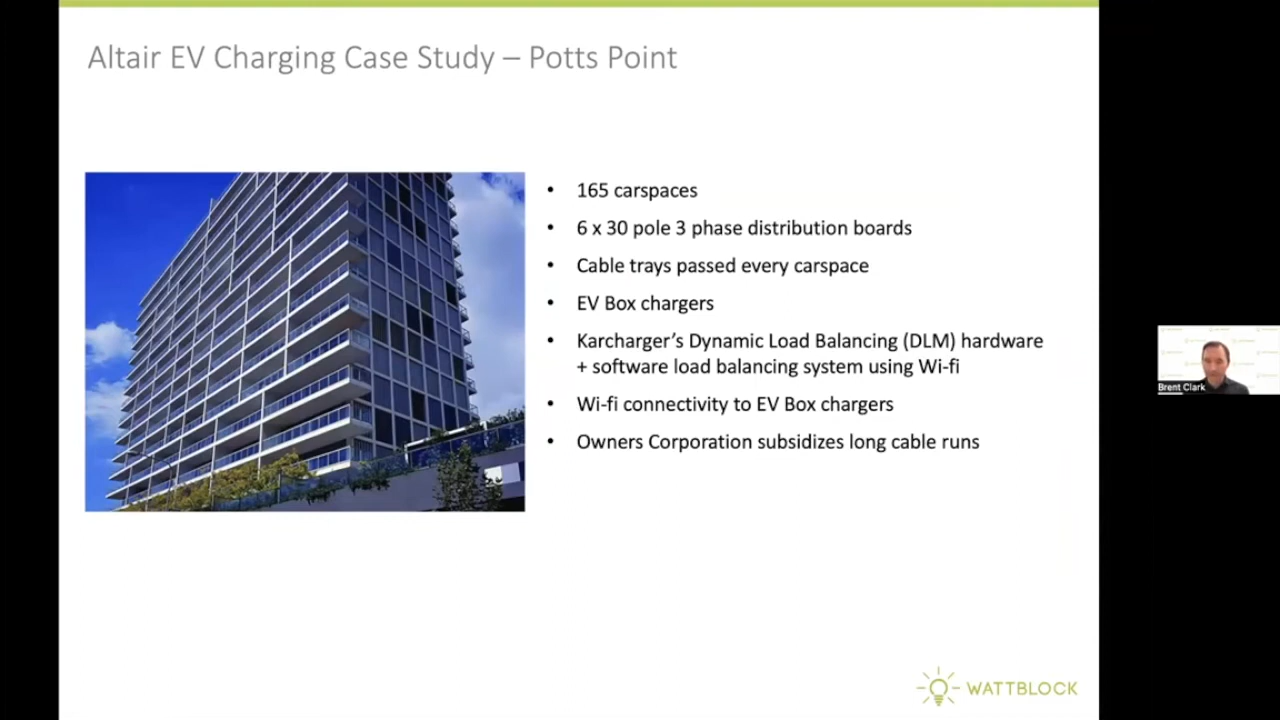 Altair EV Charging Case Study – Potts Point
• 165 carspaces
• 6 x 30 pole 3 phase distribution boards
• Cable trays passed every carspace
• EV Box chargers
• Karcharger’s Dynamic Load Balancing (DLM) hardware
+ software load balancing system using Wi-fi
• Wi-fi connectivity to EV Box chargers
• Owners Corporation subsidizes long cable runs
Brent Clark
WATTBLOCK